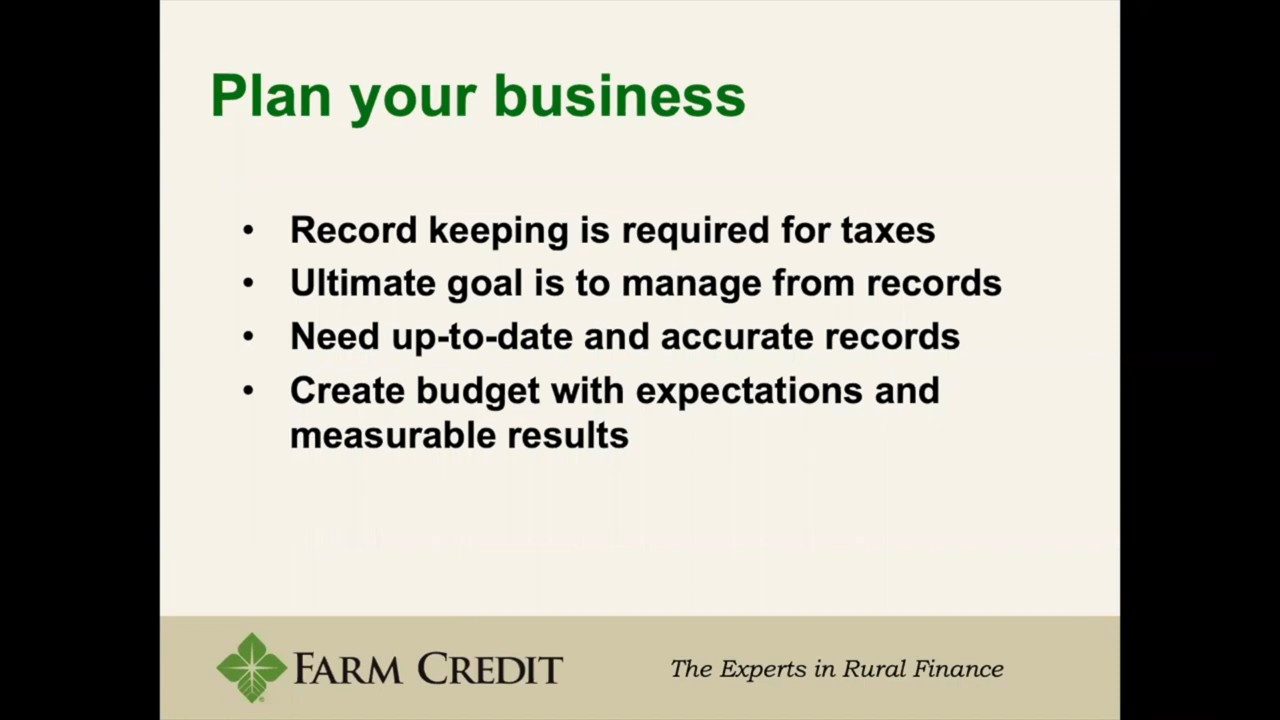 Plan your business
• Record keeping is required for taxes
• Ultimate goal is to manage from records
• Need up-to-date and accurate records
• Create budget with expectations and
measurable results
FARM CREDIT
The Experts in Rural Finance